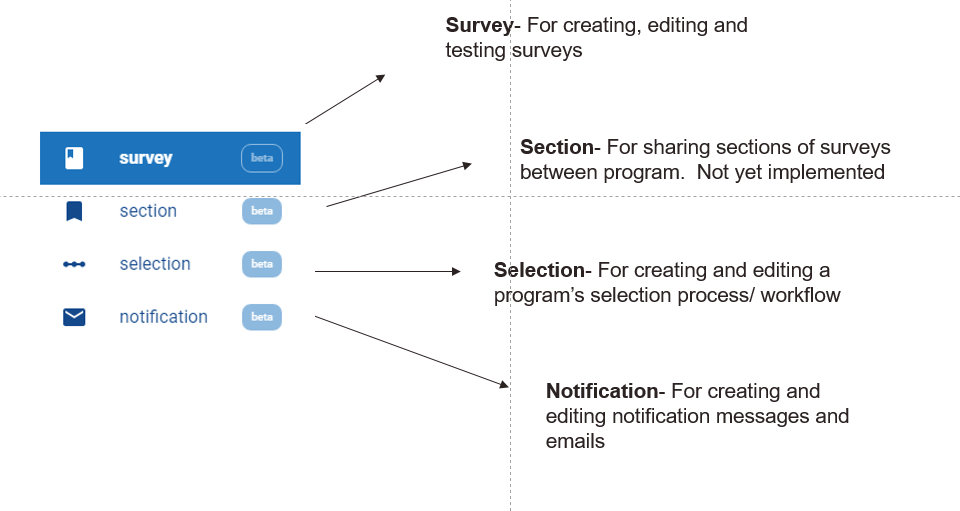 Survey- For creating, editing and
testing surveys
survey beta
Section- For sharing sections of surveys
between program.  Not yet implemented
section beta
selection beta
Selection- For creating and editing a
program's selection process/ workflow
notification beta
Notification- For creating and
editing notification messages and
emails